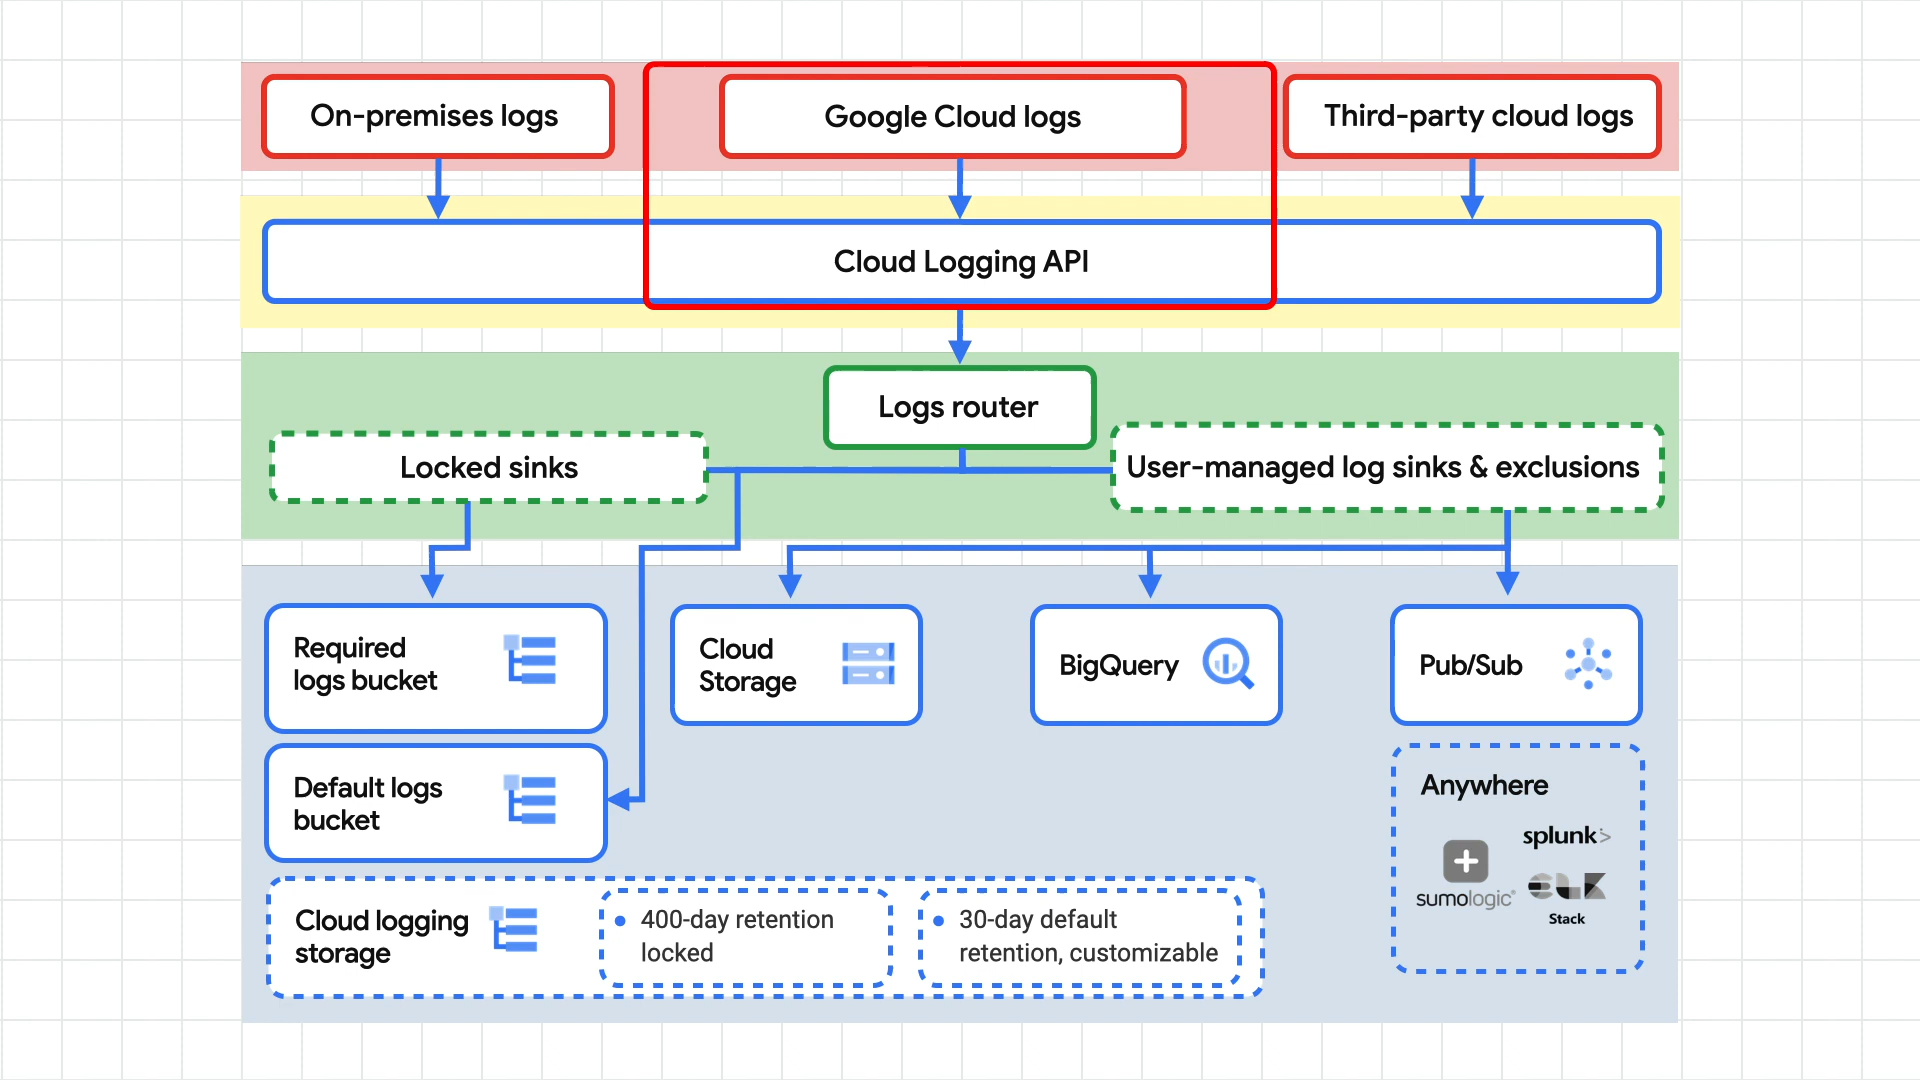 On-premises logs
Google Cloud logs
Third-party cloud logs
Cloud Logging API
Logs router
Locked sinks
User-managed log sinks & exclusions
Required
logs bucket
Cloud
Storage
BigQuery
Pub/Sub
Default logs
bucket
Anywhere
splunk>
sumologic
ELK
Stack
Cloud logging
storage
400-day retention
locked
30-day default
retention, customizable